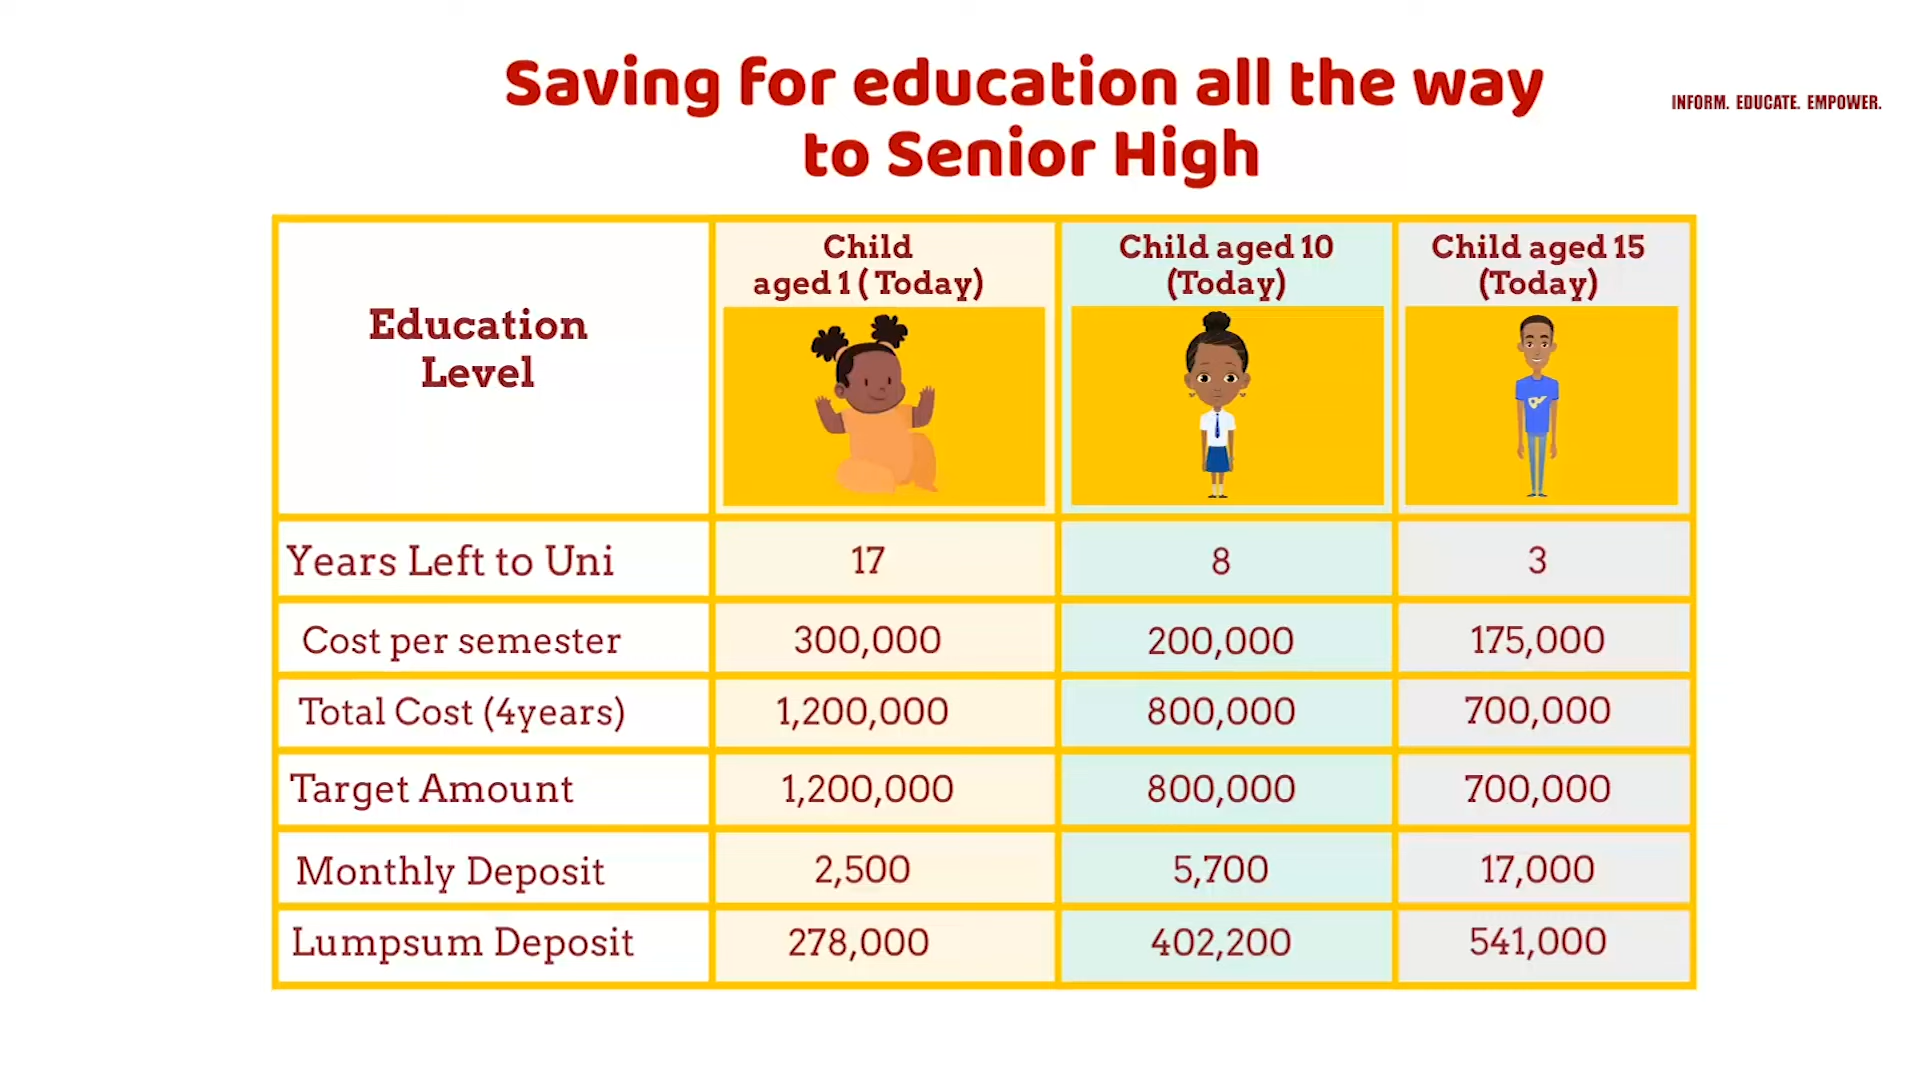 Saving for education all the way
to Senior High
INFORM. EDUCATE. EMPOWER.
Education
Level
Child
aged 1 ( Today)
Child aged 10
(Today)
Child aged 15
(Today)
Years Left to Uni 17 8 3
Cost per semester 300,000 200,000 175,000
Total Cost (4years) 1,200,000 800,000 700,000
Target Amount 1,200,000 800,000 700,000
Monthly Deposit 2,500 5,700 17,000
Lumpsum Deposit 278,000 402,200 541,000